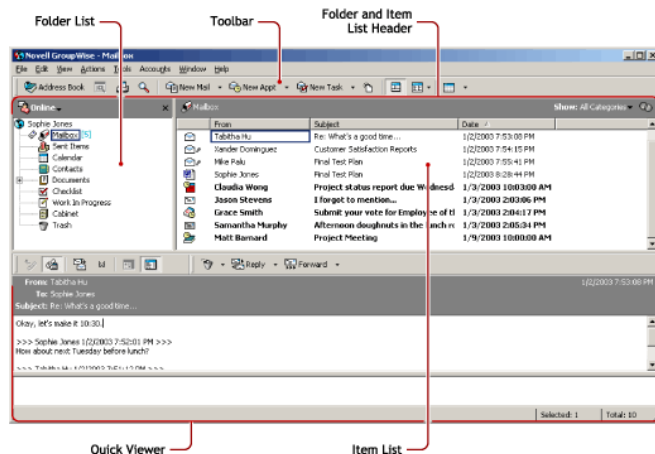 Folder List
Toolbar
Folder and Item
List Header
Novell GroupWise - Mailbox
File Edit View Actions Tools Accounts Window Help
Address Book New Mail New Appt New Task
Online
Mailbox
Show: All Categories
Sophie Jones
Mailbox [5]
Sent Items
Calendar
Contacts
Documents
Checklist
Work In Progress
Cabinet
Trash
From Subject Date
Tabitha Hu Re: What's a good time... 1/2/2003 7:53:08 PM
Xander Dominguez Customer Satisfaction Reports 1/2/2003 7:54:15 PM
Mike Palu Final Test Plan 1/2/2003 7:55:41 PM
Sophie Jones Final Test Plan 1/2/2003 8:28:44 PM
Claudia Wong Project status report due Wednesd 1/3/2003 10:03:00 AM
Jason Stevens I forgot to mention... 1/3/2003 2:03:06 PM
Grace Smith Submit your vote for Employee of tl 1/3/2003 2:04:17 PM
Samantha Murphy Afternoon doughnuts in the lunch re 1/3/2003 2:05:34 PM
Matt Barnard Project Meeting 1/9/2003 10:00:00 AM
Reply Forward
From: Tabitha Hu 1/2/2003 7:53:08 PM
To: Sophie Jones
Subject: Re: What's a good time...
Okay, let's make it 10:30.
>>> Sophie Jones 1/2/2003 7:52:01 PM >>>
How about next Tuesday before lunch?
>>> Tabitha Hu 1/2/2003 7:51:12 PM >>>
Selected: 1 Total: 10
Quick Viewer
Item List